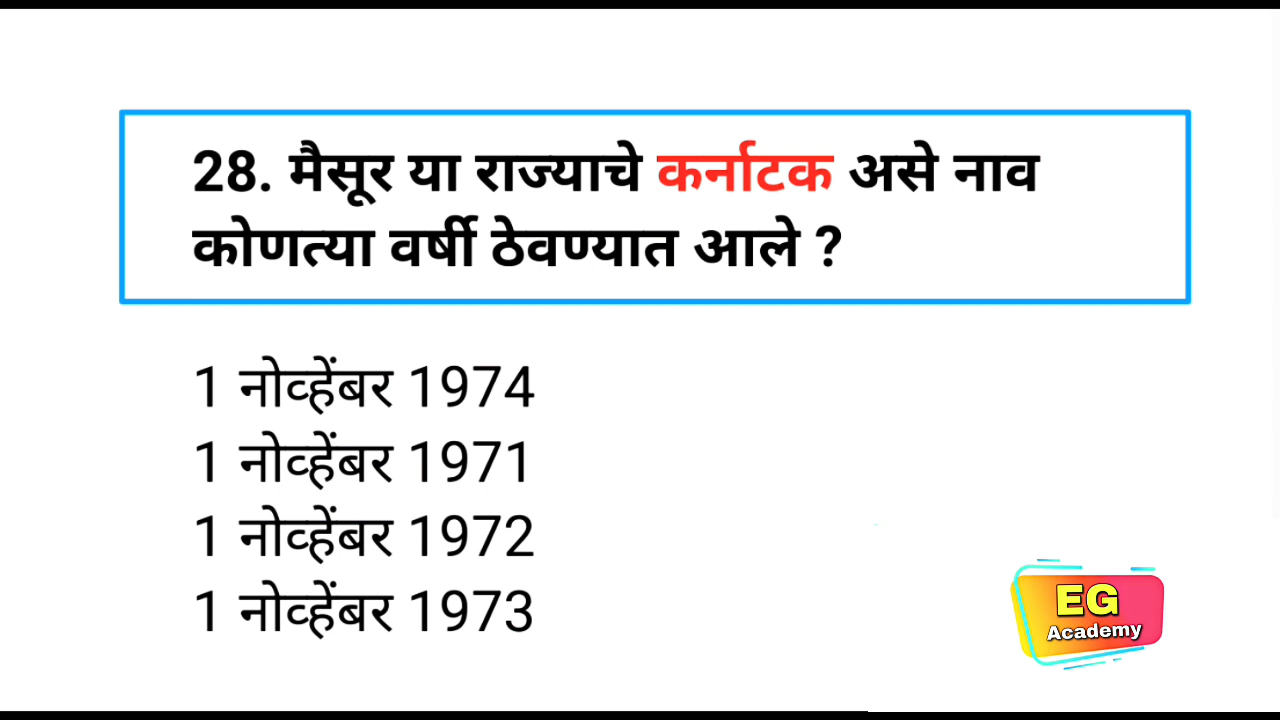 28. मैसूर या राज्याचे कर्नाटक असे नाव
कोणत्या वर्षी ठेवण्यात आले ?
1 नोव्हेंबर 1974
1 नोव्हेंबर 1971
1 नोव्हेंबर 1972
1 नोव्हेंबर 1973
EG
Academy